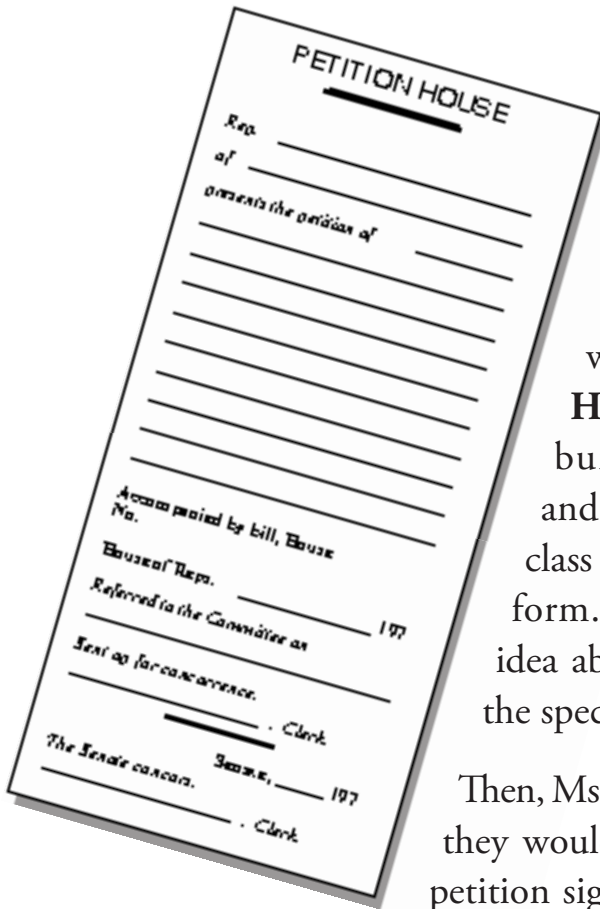 PETITION HOUSE
Rep.
of
presents the petition of
Accompanied by bill, House
No.
House of Reps. 197
Referred to the Committee on
Sent up for concurrence.
, Clerk
Senate, 197
The Senate concurs.
, Clerk
H
bu
and
class
form.
idea ab
the spec
Then, Ms
they woul
petition sig